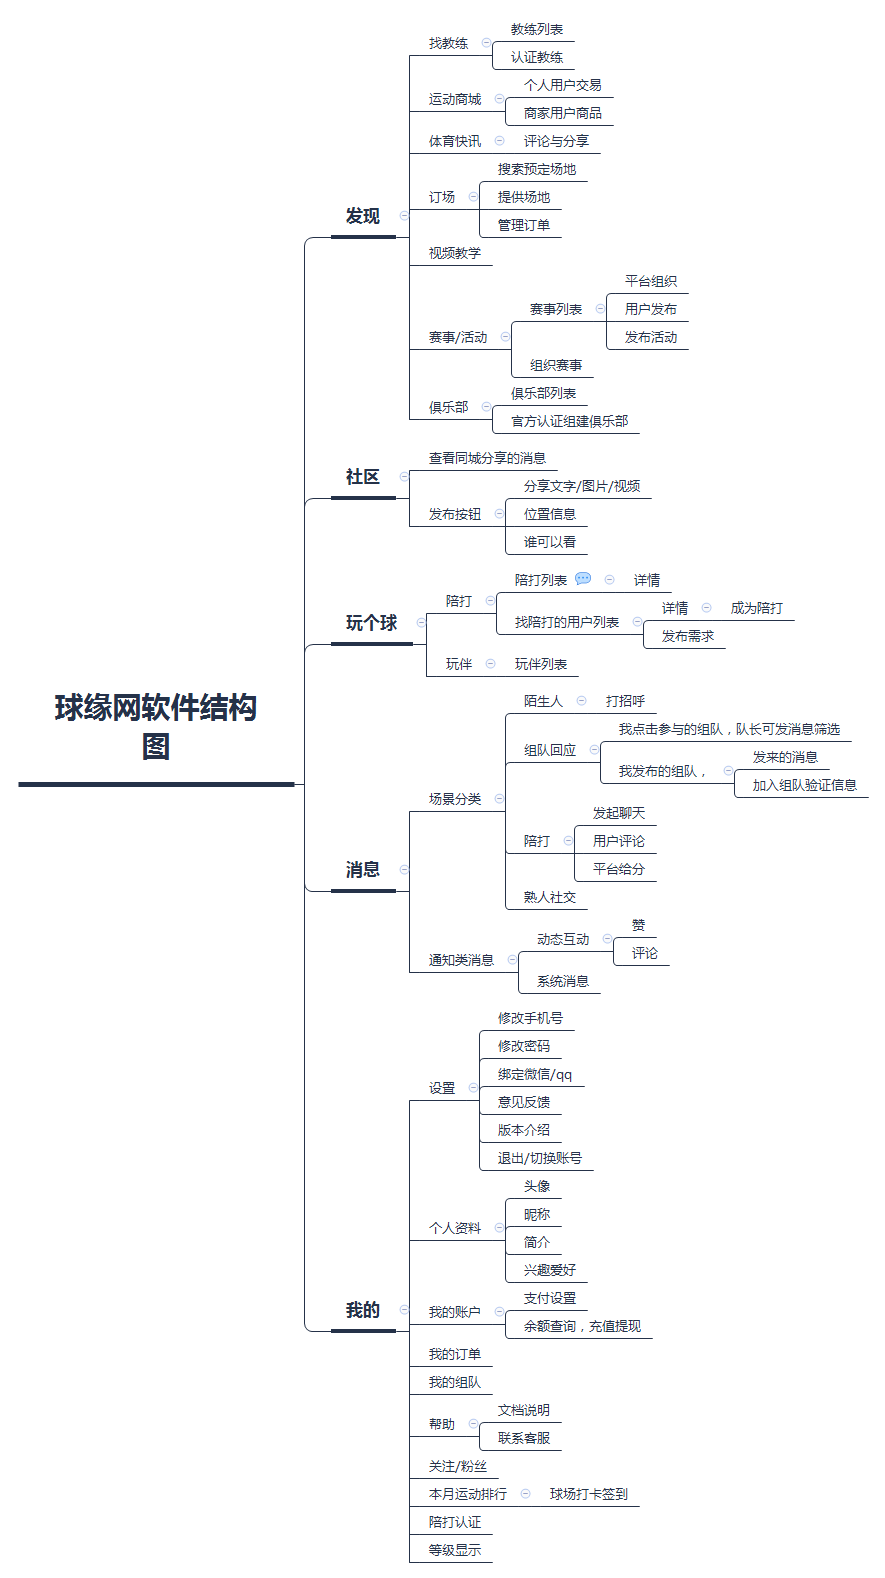 球缘网软件结构
图
发现
找教练
教练列表
认证教练
运动商城
个人用户交易
商家用户商品
体育快讯
评论与分享
订场
搜索预定场地
提供场地
管理订单
视频教学
赛事/活动
赛事列表
平台组织
用户发布
发布活动
组织赛事
俱乐部
俱乐部列表
官方认证组建俱乐部
社区
查看同城分享的消息
发布按钮
分享文字/图片/视频
位置信息
谁可以看
玩个球
陪打
陪打列表
详情
找陪打的用户列表
详情
成为陪打
发布需求
玩伴
玩伴列表
消息
场景分类
陌生人
打招呼
组队回应
我点击参与的组队，队长可发消息筛选
我发布的组队，
发来的消息
加入组队验证信息
陪打
发起聊天
用户评论
平台给分
熟人社交
通知类消息
动态互动
赞
评论
系统消息
我的
设置
修改手机号
修改密码
绑定微信/qq
意见反馈
版本介绍
退出/切换账号
个人资料
头像
昵称
简介
兴趣爱好
我的账户
支付设置
余额查询，充值提现
我的订单
我的组队
帮助
文档说明
联系客服
关注/粉丝
本月运动排行
球场打卡签到
陪打认证
等级显示